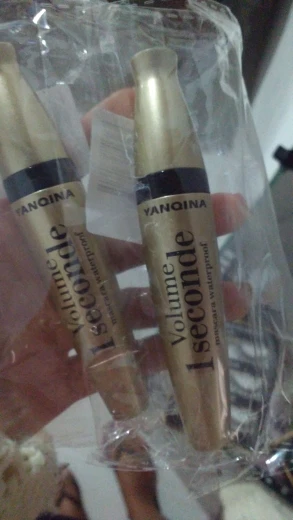 YANQINA
Volume
1 seconde
mascara waterproof
YANQINA
Volume
1 seconde
mascara waterproof